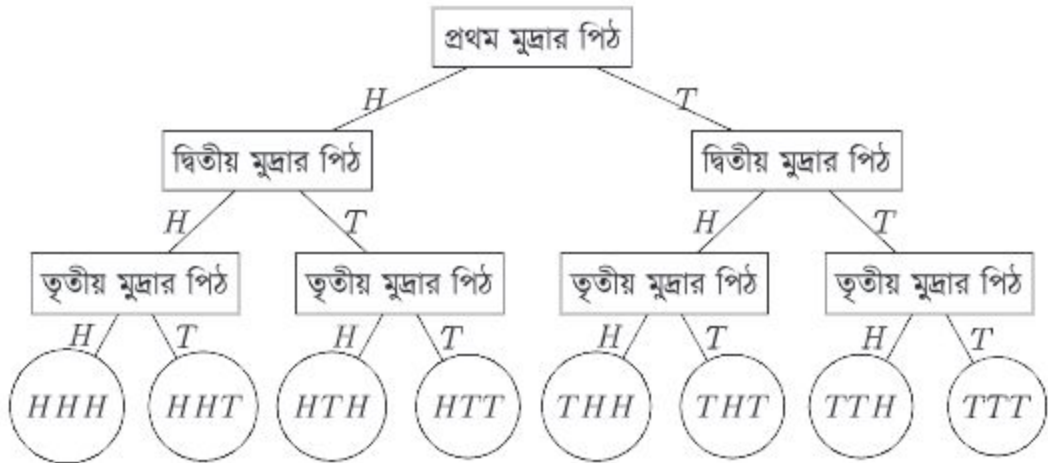 প্রথম মুদ্রার পিঠ
H T
দ্বিতীয় মুদ্রার পিঠ দ্বিতীয় মুদ্রার পিঠ
H T H T
তৃতীয় মুদ্রার পিঠ তৃতীয় মুদ্রার পিঠ তৃতীয় মুদ্রার পিঠ তৃতীয় মুদ্রার পিঠ
H T H T H T H T
HHH HHT HTH HTT THH THT TTH TTT